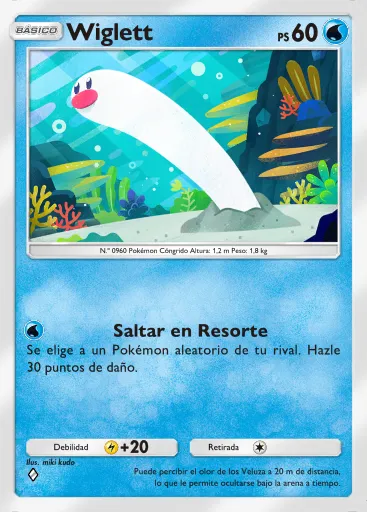 BÁSICO Wiglett PS 60
N.º 0960 Pokémon Cóngrido Altura: 1,2 m Peso: 1,8 kg
Saltar en Resorte
Se elige a un Pokémon aleatorio de tu rival. Hazle
30 puntos de daño.
Debilidad +20 Retirada
Ilus. miki kudo
Puede percibir el olor de los Veluza a 20 m de distancia,
lo que le permite ocultarse bajo la arena a tiempo.